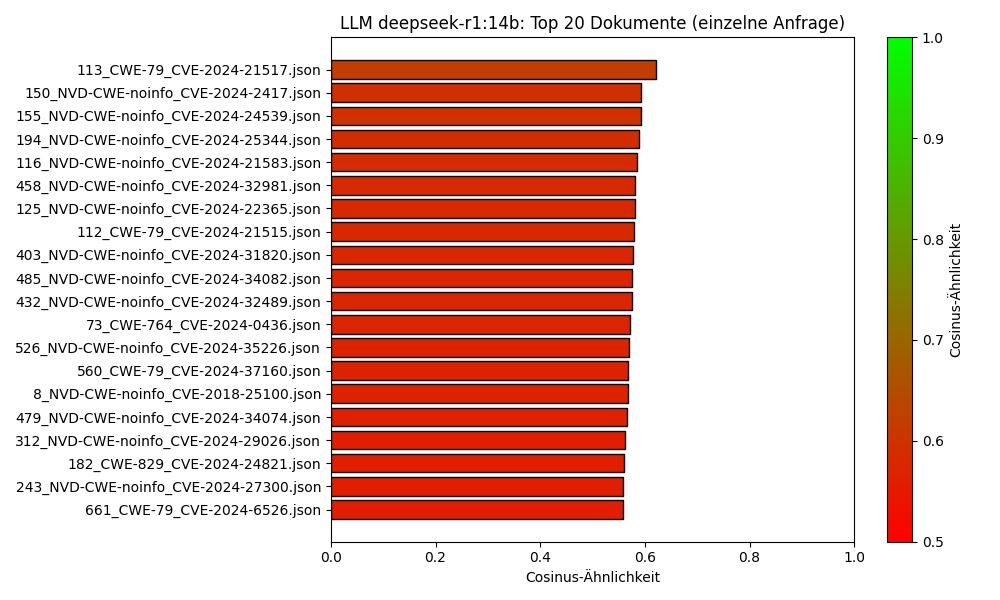 LLM deepseek-r1:14b: Top 20 Dokumente (einzelne Anfrage)
113_CWE-79_CVE-2024-21517.json
150_NVD-CWE-noinfo_CVE-2024-2417.json
155_NVD-CWE-noinfo_CVE-2024-24539.json
194_NVD-CWE-noinfo_CVE-2024-25344.json
116_NVD-CWE-noinfo_CVE-2024-21583.json
458_NVD-CWE-noinfo_CVE-2024-32981.json
125_NVD-CWE-noinfo_CVE-2024-22365.json
112_CWE-79_CVE-2024-21515.json
403_NVD-CWE-noinfo_CVE-2024-31820.json
485_NVD-CWE-noinfo_CVE-2024-34082.json
432_NVD-CWE-noinfo_CVE-2024-32489.json
73_CWE-764_CVE-2024-0436.json
526_NVD-CWE-noinfo_CVE-2024-35226.json
560_CWE-79_CVE-2024-37160.json
8_NVD-CWE-noinfo_CVE-2018-25100.json
479_NVD-CWE-noinfo_CVE-2024-34074.json
312_NVD-CWE-noinfo_CVE-2024-29026.json
182_CWE-829_CVE-2024-24821.json
243_NVD-CWE-noinfo_CVE-2024-27300.json
661_CWE-79_CVE-2024-6526.json
0.0 0.2 0.4 0.6 0.8 1.0
Cosinus-Ähnlichkeit
1.0
0.9
0.8
0.7
0.6
0.5
Cosinus-Ähnlichkeit